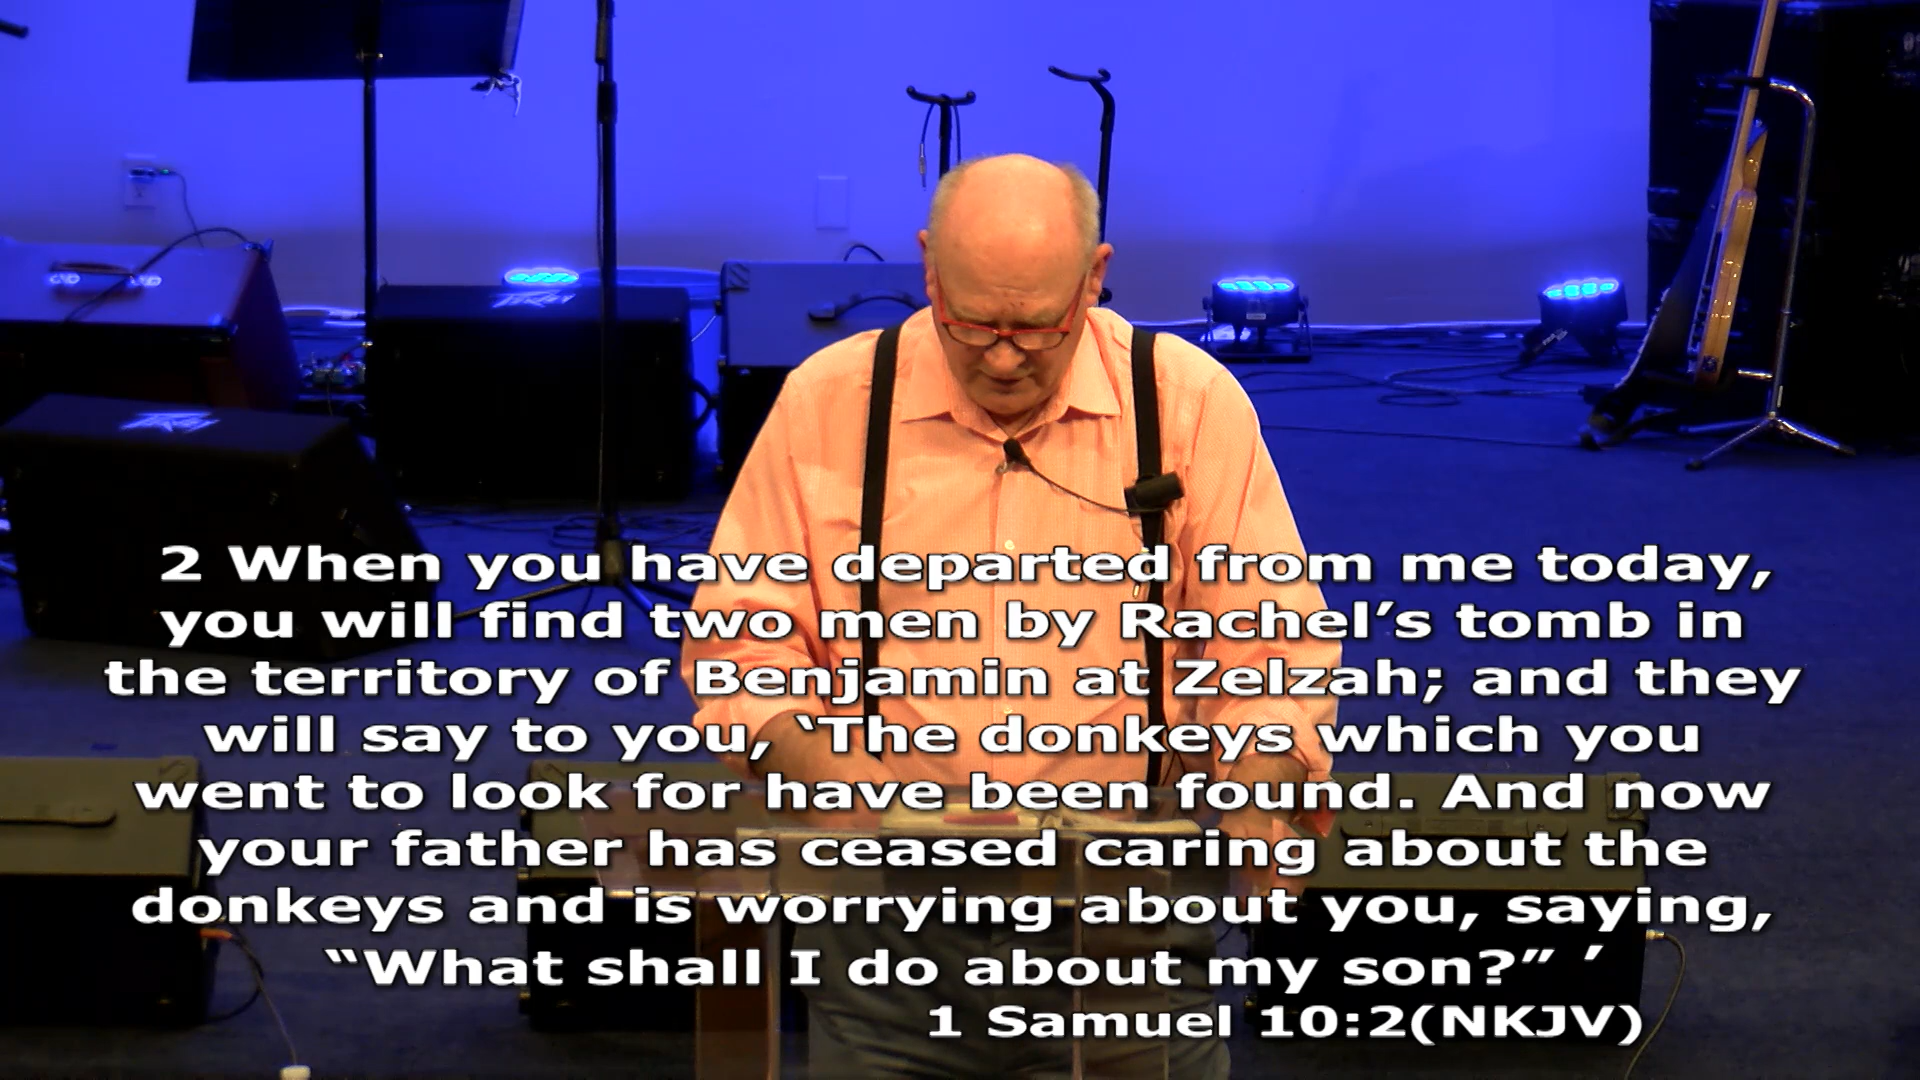 2 When you have departed from me today,
you will find two men by Rachel’s tomb in
the territory of Benjamin at Zelzah; and they
will say to you, ‘The donkeys which you
went to look for have been found. And now
your father has ceased caring about the
donkeys and is worrying about you, saying,
“What shall I do about my son?” ’
1 Samuel 10:2(NKJV)